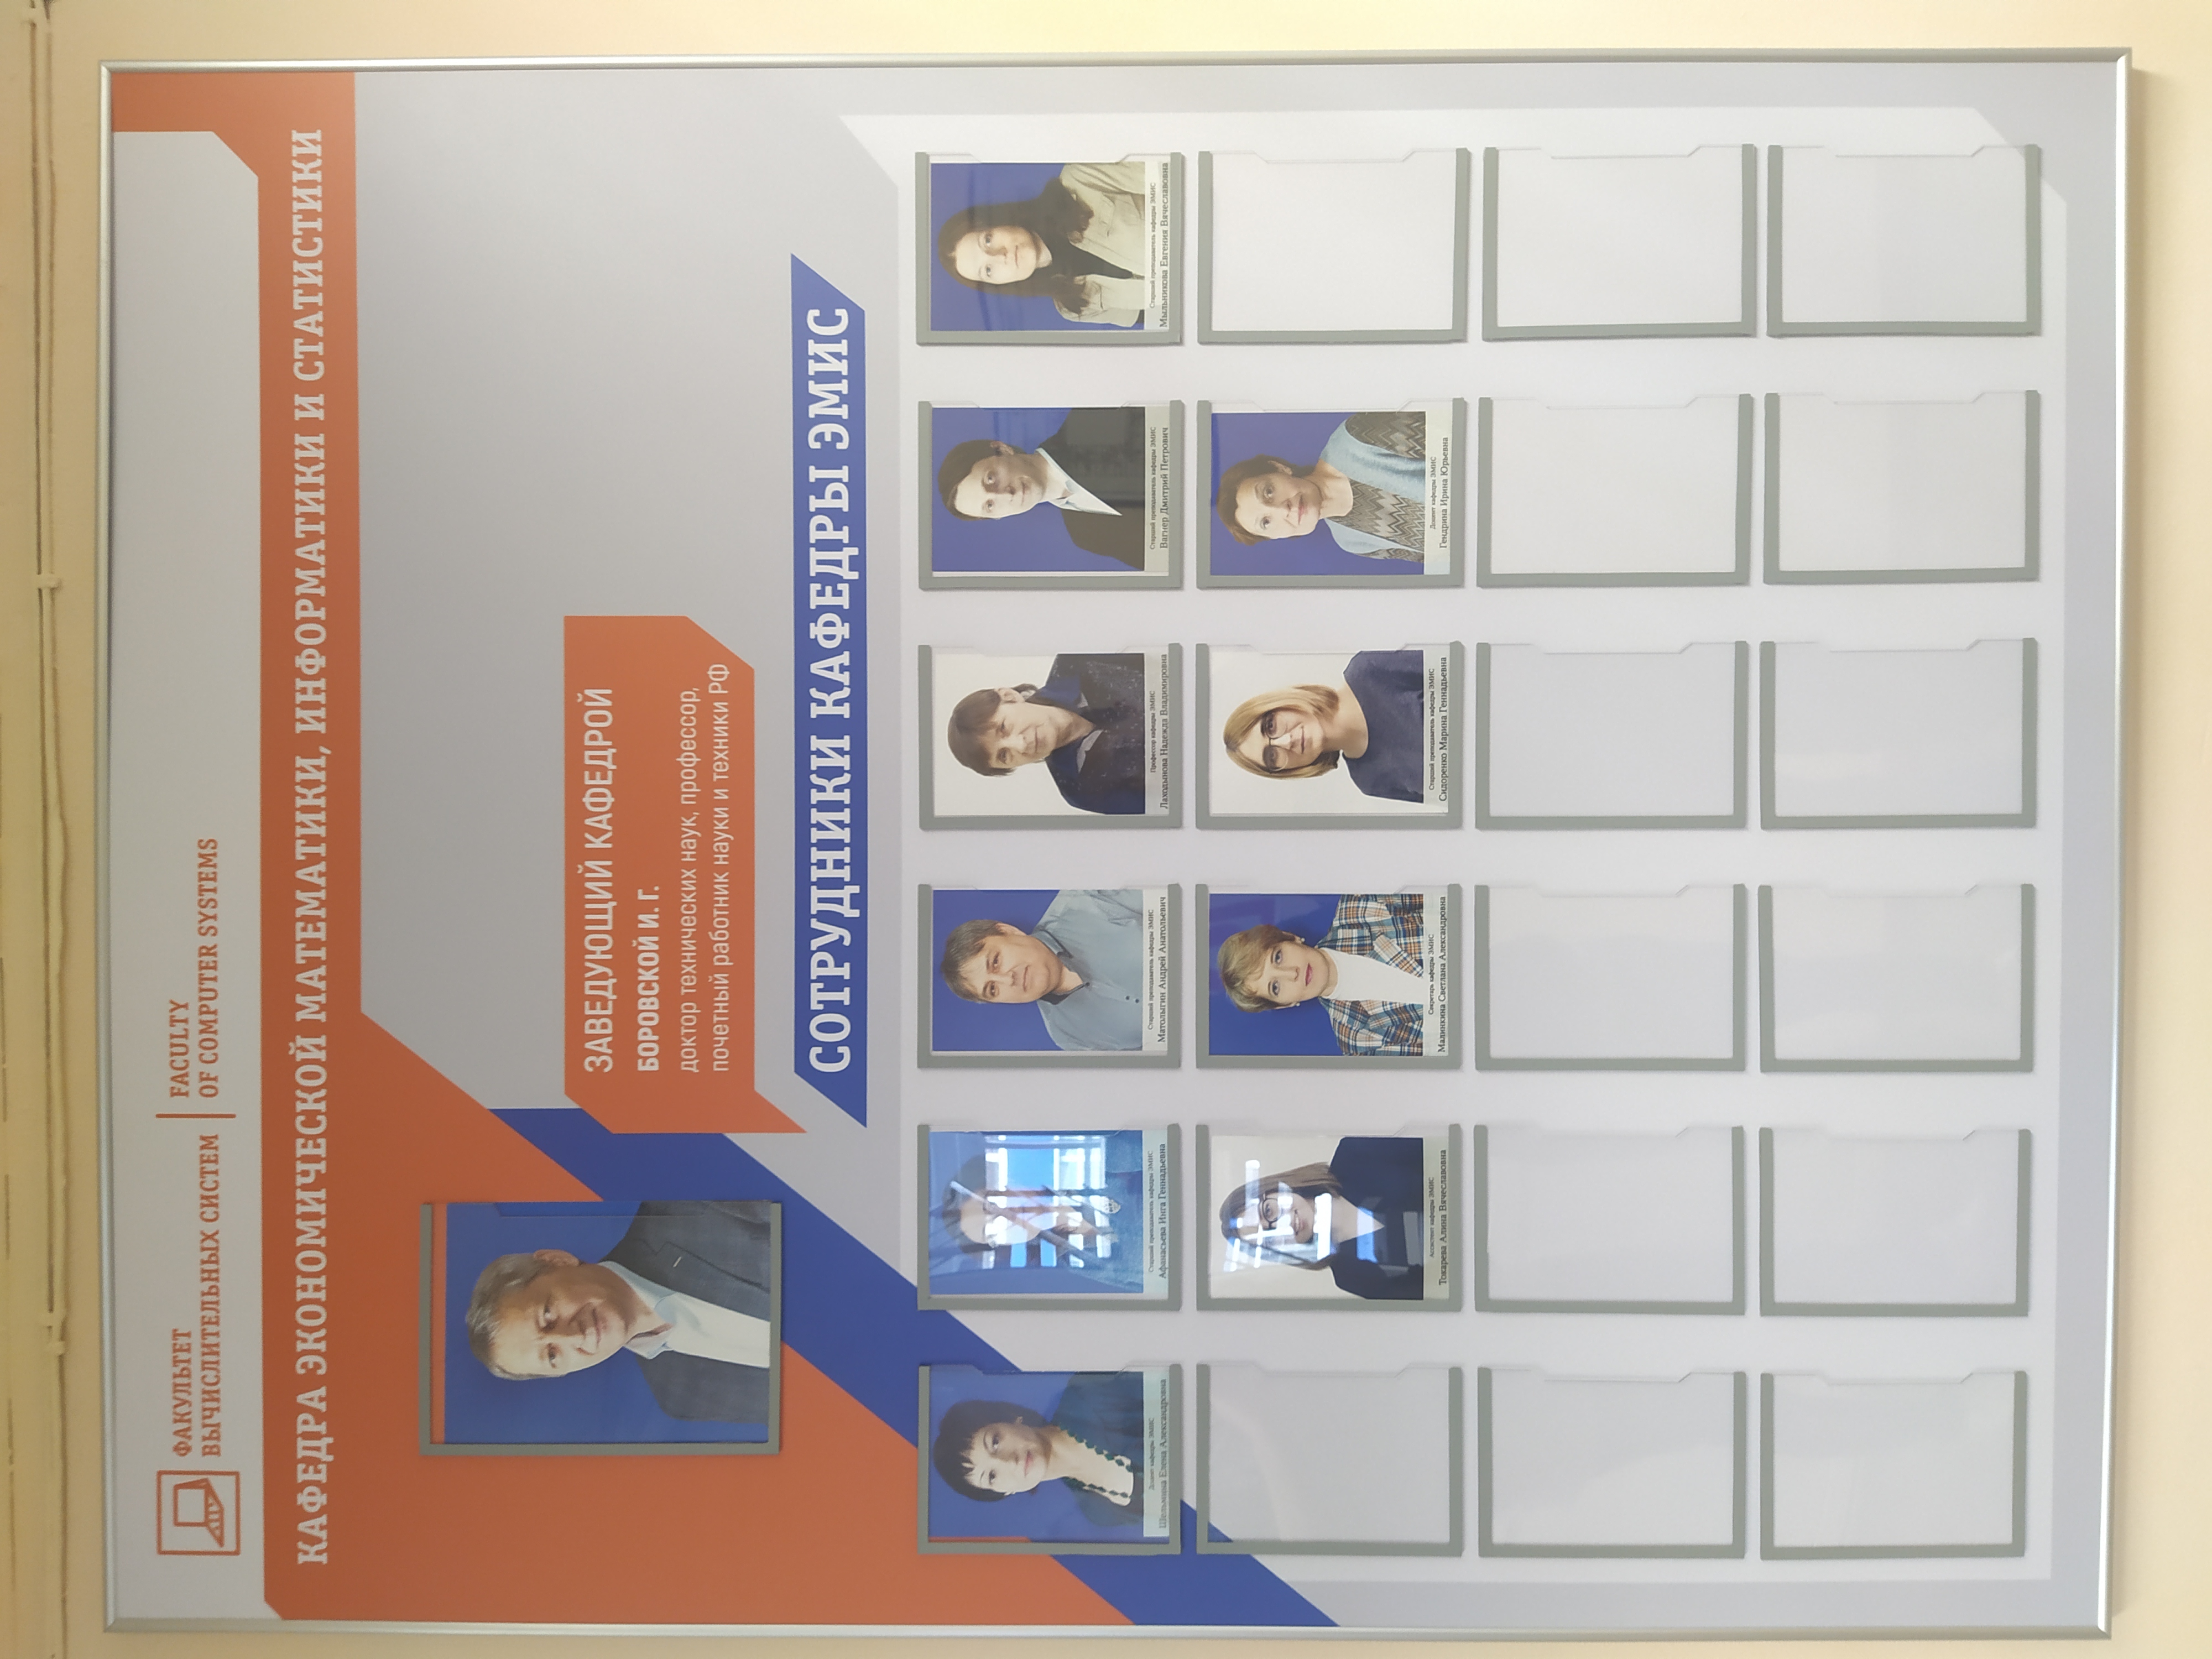 ФАКУЛЬТЕТ
ВЫЧИСЛИТЕЛЬНЫХ СИСТЕМ
FACULTY
OF COMPUTER SYSTEMS
КАФЕДРА ЭКОНОМИЧЕСКОЙ МАТЕМАТИКИ, ИНФОРМАТИКИ И СТАТИСТИКИ
ЗАВЕДУЮЩИЙ КАФЕДРОЙ
БОРОВСКОЙ И. Г.
доктор технических наук, профессор,
почетный работник науки и техники РФ
СОТРУДНИКИ КАФЕДРЫ ЭМИС
Доцент кафедры ЭМИС
Шельмина Елена Александровна
Старший преподаватель кафедры ЭМИС
Афанасьева Инга Геннадьевна
Старший преподаватель кафедры ЭМИС
Матолыгин Андрей Анатольевич
Профессор кафедры ЭМИС
Лаходынова Надежда Владимировна
Старший преподаватель кафедры ЭМИС
Вагнер Дмитрий Петрович
Старший преподаватель кафедры ЭМИС
Мыльникова Евгения Вячеславовна
Ассистент кафедры ЭМИС
Токарева Алина Вячеславовна
Секретарь кафедры ЭМИС
Малинкина Светлана Александровна
Старший преподаватель кафедры ЭМИС
Сидоренко Марина Геннадьевна
Доцент кафедры ЭМИС
Гендрина Ирина Юрьевна